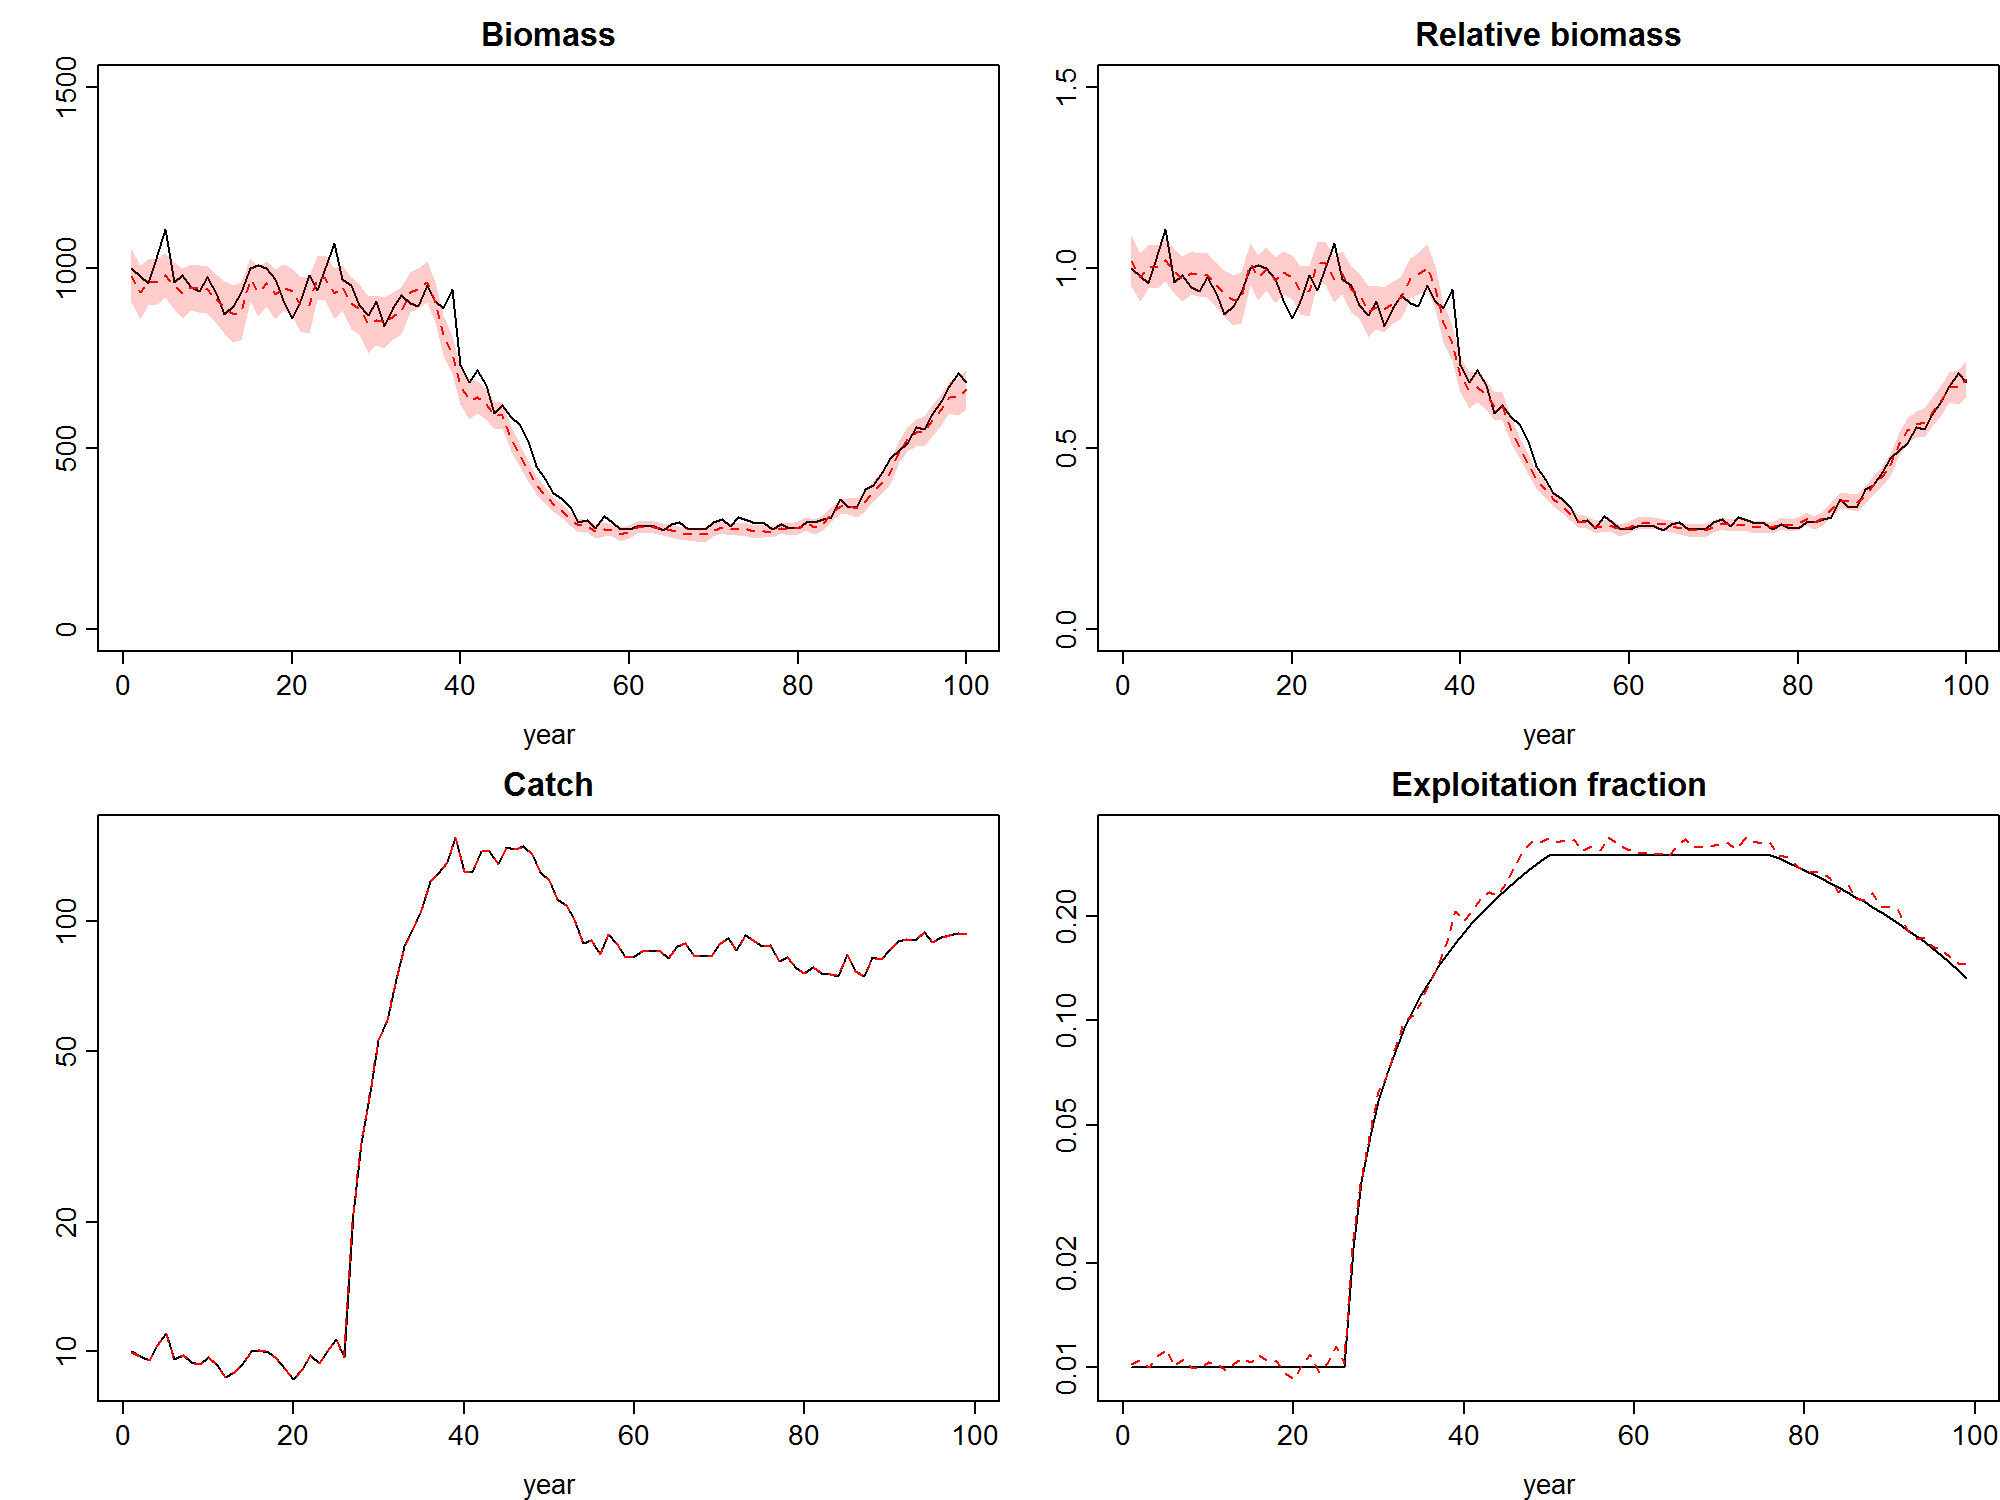 Biomass
1500
1000
500
0
0 20 40 60 80 100
year
Relative biomass
1.5
1.0
0.5
0.0
0 20 40 60 80 100
year
Catch
100
50
20
10
0 20 40 60 80 100
year
Exploitation fraction
0.20
0.10
0.05
0.02
0.01
0 20 40 60 80 100
year